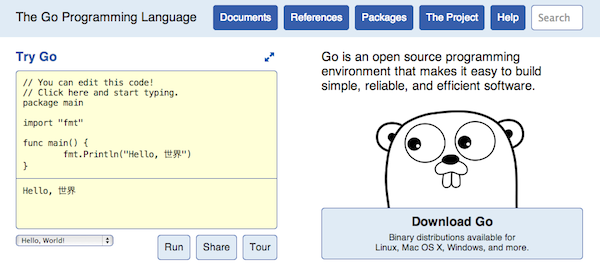 The Go Programming Language
Documents
References
Packages
The Project
Help
Search
Try Go
// You can edit this code!
// Click here and start typing.
package main
import "fmt"
func main() {
fmt.Println("Hello, 世界")
}
Hello, 世界
Hello, World!
Run
Share
Tour
Go is an open source programming
environment that makes it easy to build
simple, reliable, and efficient software.
Download Go
Binary distributions available for
Linux, Mac OS X, Windows, and more.